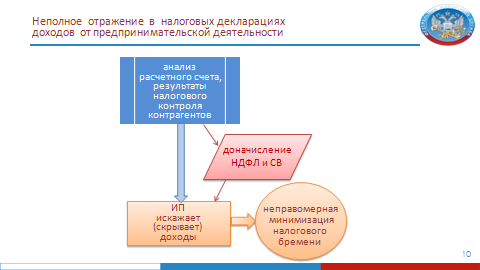 Неполное отражение в налоговых декларациях
доходов от предпринимательской деятельности
анализ
расчетного счета,
результаты
налогового
контроля
контрагентов
доначисление
НДФЛ и СВ
ИП
искажает
(скрывает)
доходы
неправомерная
минимизация
налогового
бремени
10